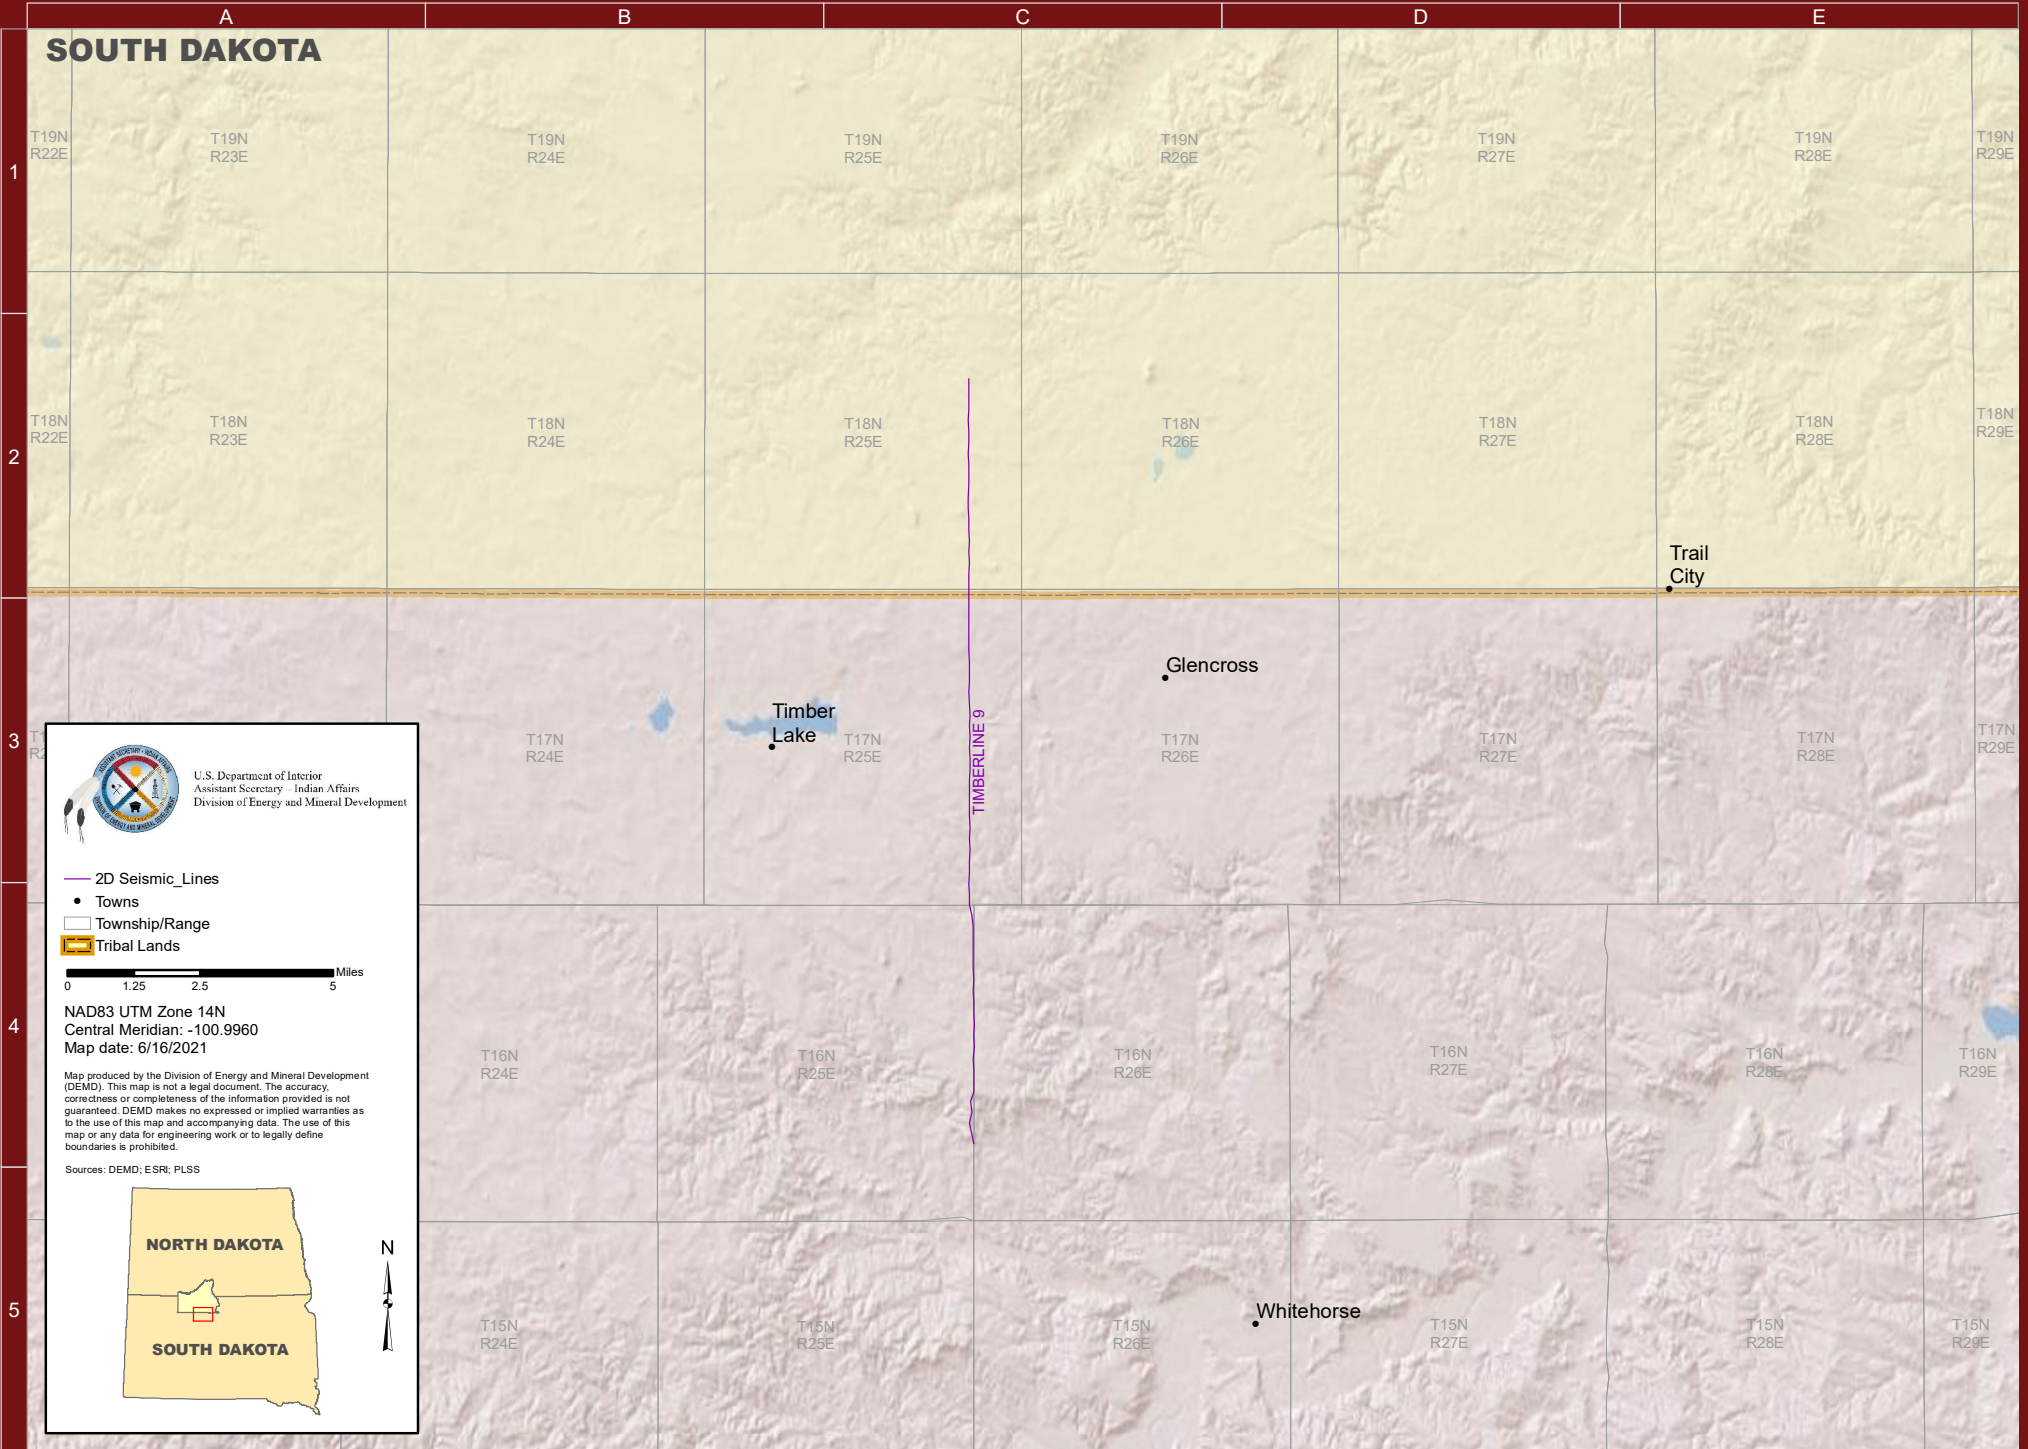 A B C D E
SOUTH DAKOTA
1
2
3
4
5
T19N
R22E
T19N
R23E
T19N
R24E
T19N
R25E
T19N
R26E
T19N
R27E
T19N
R28E
T19N
R29E
T18N
R22E
T18N
R23E
T18N
R24E
T18N
R25E
T18N
R26E
T18N
R27E
T18N
R28E
T18N
R29E
Trail
City
Glencross
Timber
Lake
TIMBERLINE 9
T17N
R24E
T17N
R25E
T17N
R26E
T17N
R27E
T17N
R28E
T17N
R29E
T16N
R24E
T16N
R25E
T16N
R26E
T16N
R27E
T16N
R28E
T16N
R29E
Whitehorse
T15N
R24E
T15N
R25E
T15N
R26E
T15N
R27E
T15N
R28E
T15N
R29E
ASSISTANT SECRETARY - INDIAN AFFAIRS
DIVISION OF ENERGY AND MINERAL DEVELOPMENT
U.S. Department of Interior
Assistant Secretary – Indian Affairs
Division of Energy and Mineral Development
2D Seismic_Lines
Towns
Township/Range
Tribal Lands
Miles
0 1.25 2.5 5
NAD83 UTM Zone 14N
Central Meridian: -100.9960
Map date: 6/16/2021
Map produced by the Division of Energy and Mineral Development
(DEMD). This map is not a legal document. The accuracy,
correctness or completeness of the information provided is not
guaranteed. DEMD makes no expressed or implied warranties as
to the use of this map and accompanying data. The use of this
map or any data for engineering work or to legally define
boundaries is prohibited.
Sources: DEMD; ESRI; PLSS
NORTH DAKOTA
SOUTH DAKOTA
N